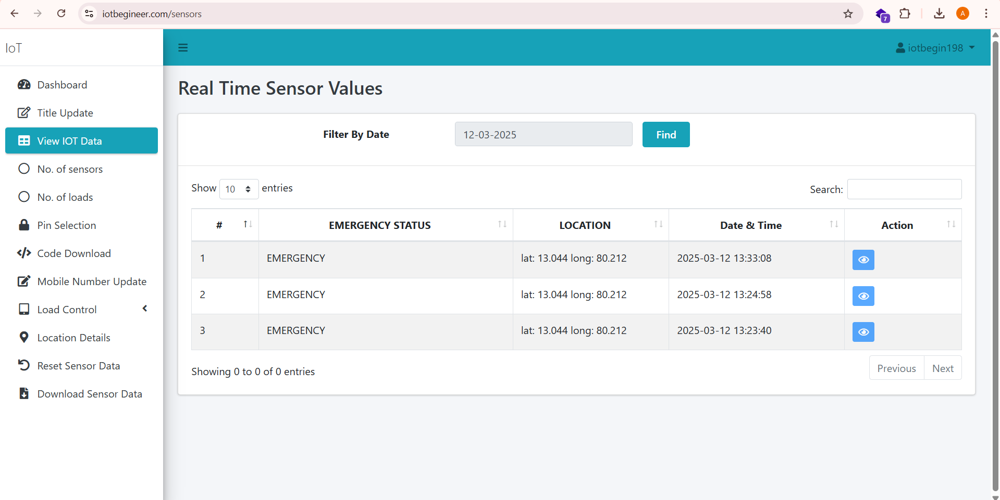 iotbegineer.com/sensors
7
A
IoT
iotbegin198
Dashboard
Title Update
View IOT Data
No. of sensors
No. of loads
Pin Selection
Code Download
Mobile Number Update
Load Control
Location Details
Reset Sensor Data
Download Sensor Data
Real Time Sensor Values
Filter By Date 12-03-2025 Find
Show 10 entries Search:
# EMERGENCY STATUS LOCATION Date & Time Action
1 EMERGENCY lat: 13.044 long: 80.212 2025-03-12 13:33:08
2 EMERGENCY lat: 13.044 long: 80.212 2025-03-12 13:24:58
3 EMERGENCY lat: 13.044 long: 80.212 2025-03-12 13:23:40
Showing 0 to 0 of 0 entries Previous Next